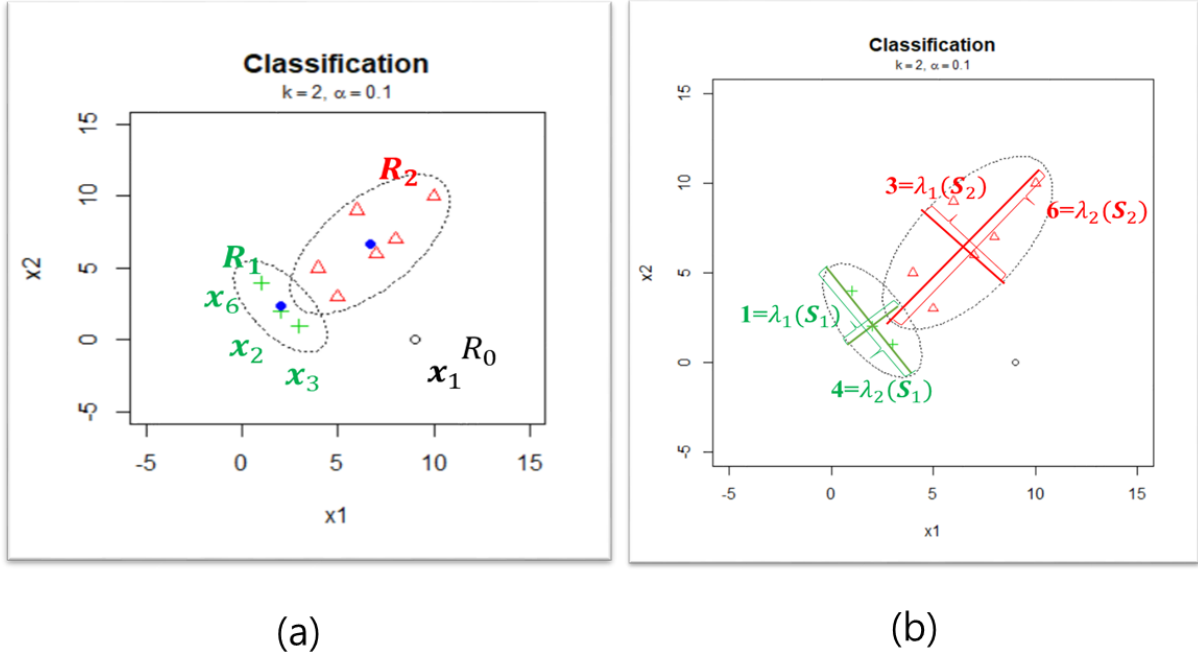 Classification
k = 2, α = 0.1
x2
15
10
5
0
-5
R₂
R₁
x₆
x₂
x₃
R₀
x₁
-5 0 5 10 15
x1
(a)
Classification
k = 2, α = 0.1
x2
15
10
5
0
-5
3=λ₁(S₂)
6=λ₂(S₂)
1=λ₁(S₁)
4=λ₂(S₁)
-5 0 5 10 15
x1
(b)